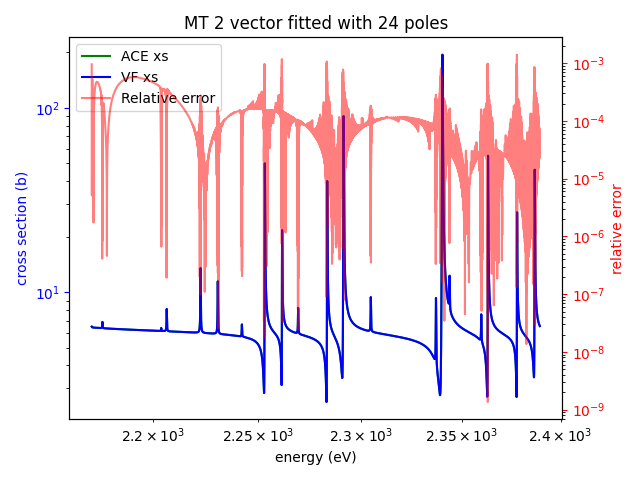 MT 2 vector fitted with 24 poles
ACE xs
VF xs
Relative error
cross section (b)
10²
10¹
relative error
10⁻³
10⁻⁴
10⁻⁵
10⁻⁶
10⁻⁷
10⁻⁸
10⁻⁹
2.2 × 10³
2.25 × 10³
2.3 × 10³
2.35 × 10³
2.4 × 10³
energy (eV)